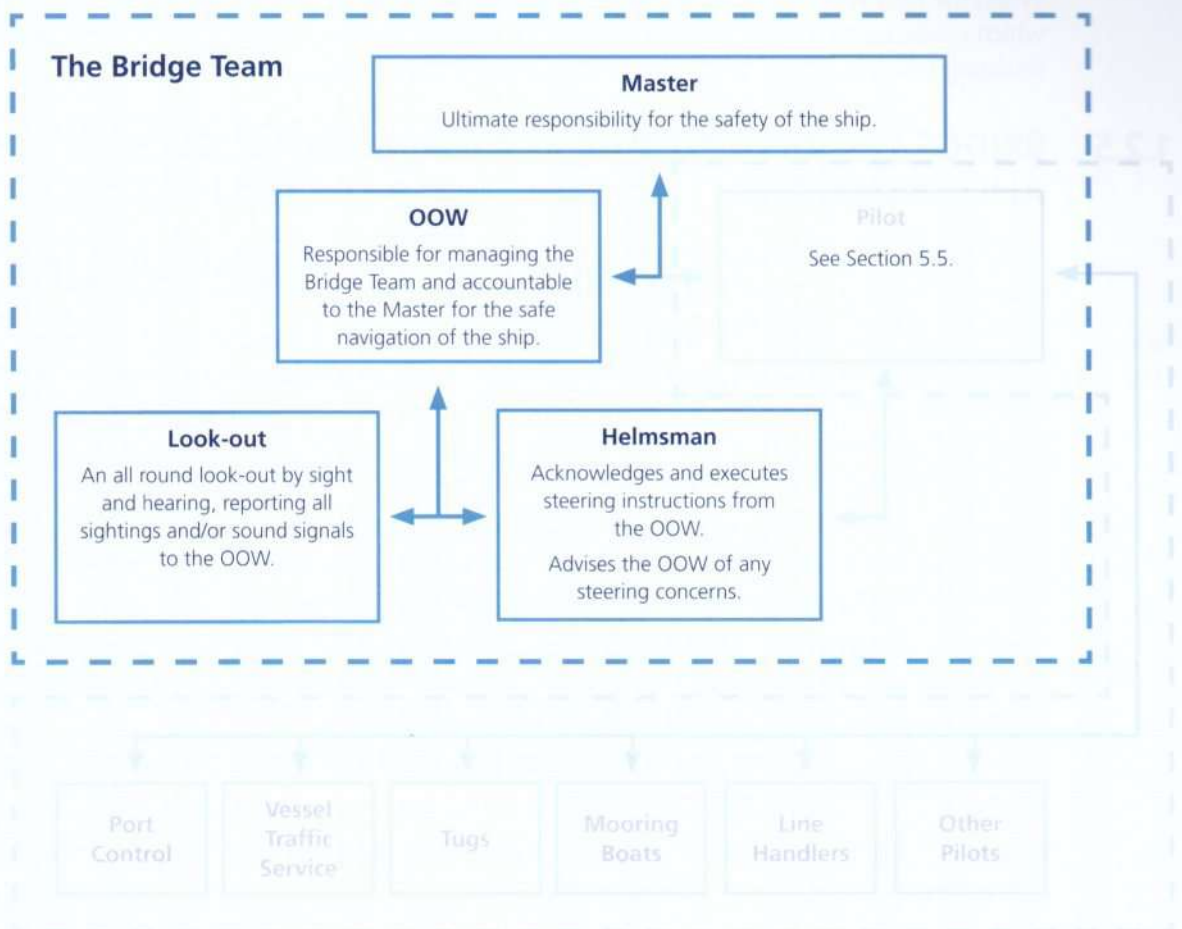 The Bridge Team
Master
Ultimate responsibility for the safety of the ship.
OOW
Responsible for managing the
Bridge Team and accountable
to the Master for the safe
navigation of the ship.
Pilot
See Section 5.5.
Look-out
An all round look-out by sight
and hearing, reporting all
sightings and/or sound signals
to the OOW.
Helmsman
Acknowledges and executes
steering instructions from
the OOW.
Advises the OOW of any
steering concerns.
Port
Control
Vessel
Traffic
Service
Tugs
Mooring
Boats
Line
Handlers
Other
Pilots